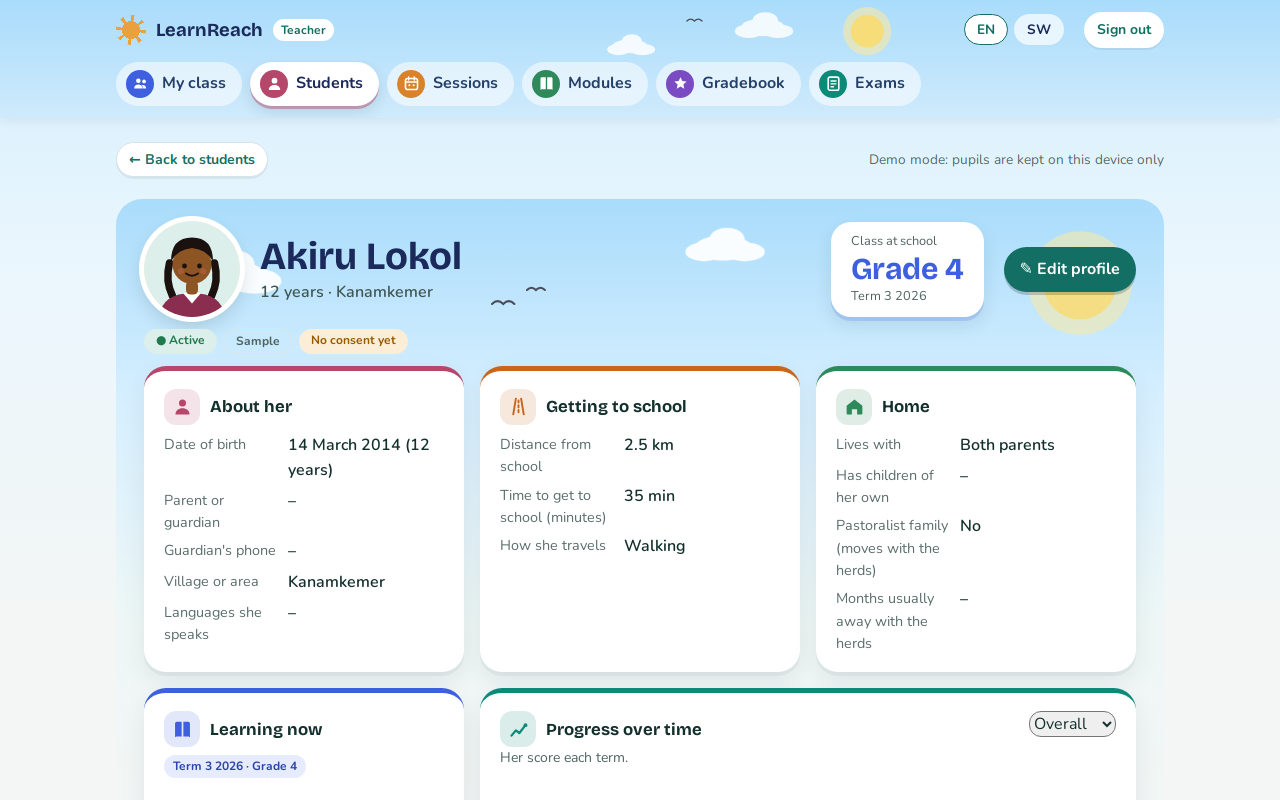 LearnReach
Teacher
EN
SW
Sign out
My class
Students
Sessions
Modules
Gradebook
Exams
← Back to students
Demo mode: pupils are kept on this device only
Akiru Lokol
12 years · Kanamkemer
Class at school
Grade 4
Term 3 2026
✎ Edit profile
Active
Sample
No consent yet
About her
Date of birth
14 March 2014 (12
years)
Parent or
guardian
–
Guardian's phone
–
Village or area
Kanamkemer
Languages she
speaks
–
Getting to school
Distance from
school
2.5 km
Time to get to
school (minutes)
35 min
How she travels
Walking
Home
Lives with
Both parents
Has children of
her own
–
Pastoralist family
(moves with the
herds)
No
Months usually
away with the
herds
–
Learning now
Term 3 2026 · Grade 4
Progress over time
Overall
Her score each term.